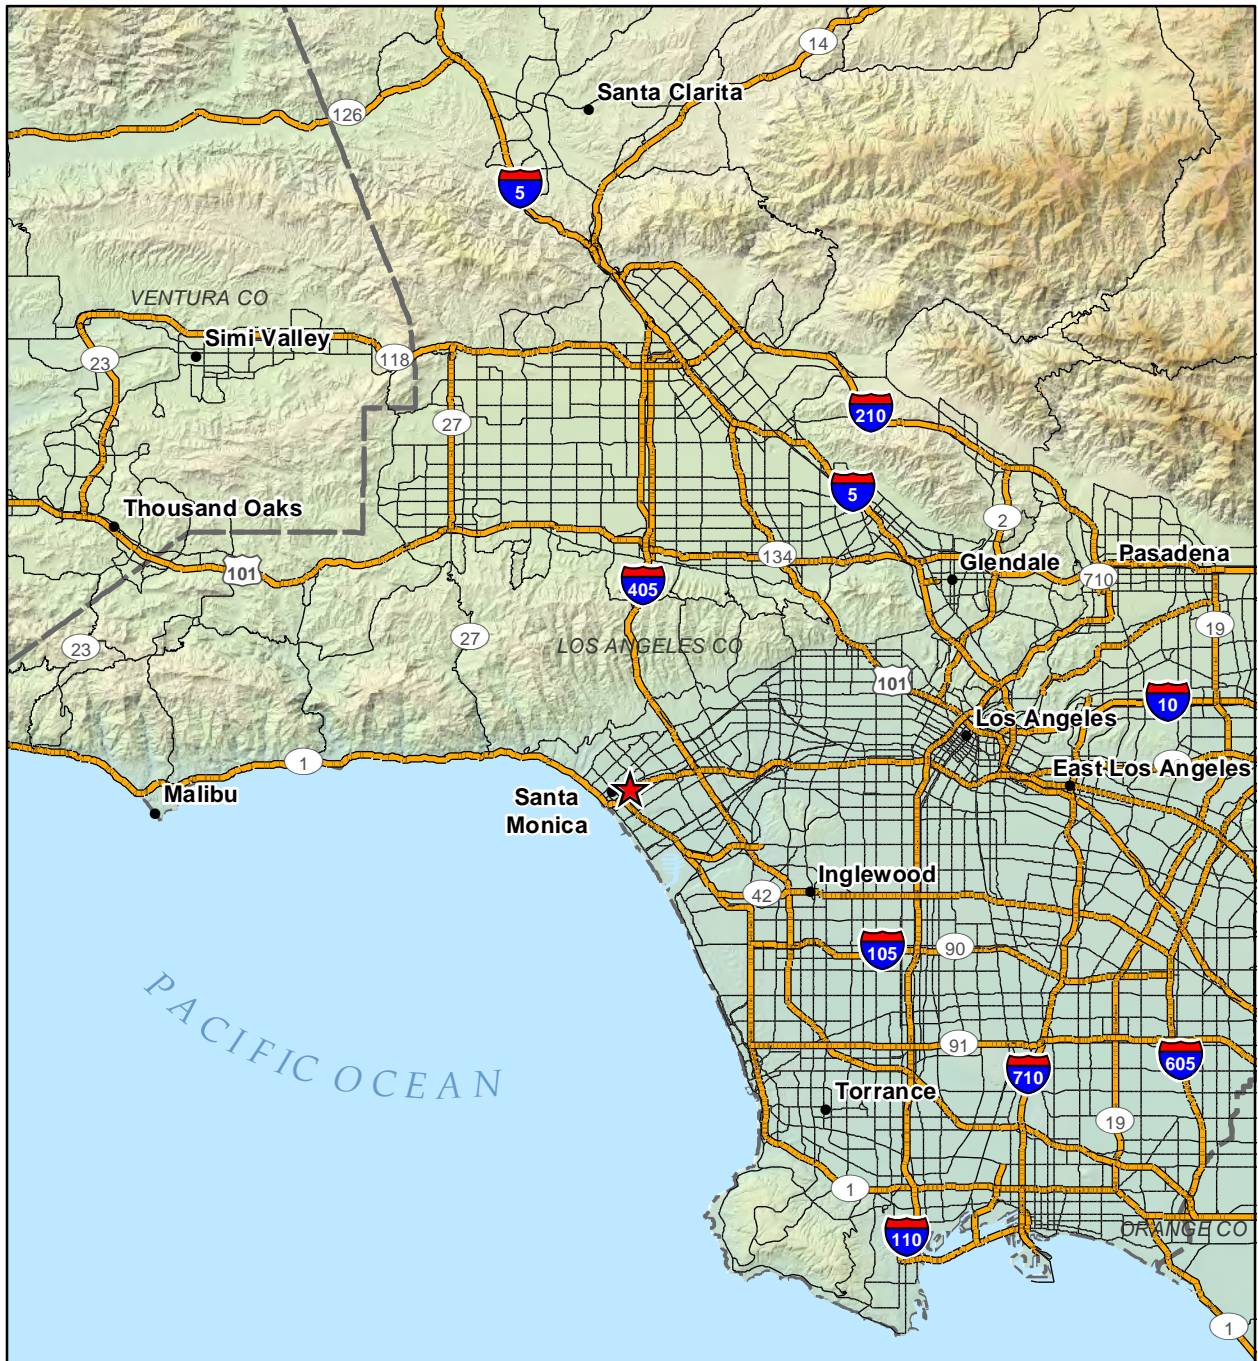 14
Santa Clarita
126
5
VENTURA CO
Simi Valley
23
118
27
210
5
2
Thousand Oaks
134
Pasadena
101
Glendale
710
405
19
23
27
LOS ANGELES CO
101
10
Los Angeles
1
East Los Angeles
Malibu
Santa
Monica
Inglewood
42
105
90
PACIFIC OCEAN
91
605
710
Torrance
19
1
110
ORANGE CO
1